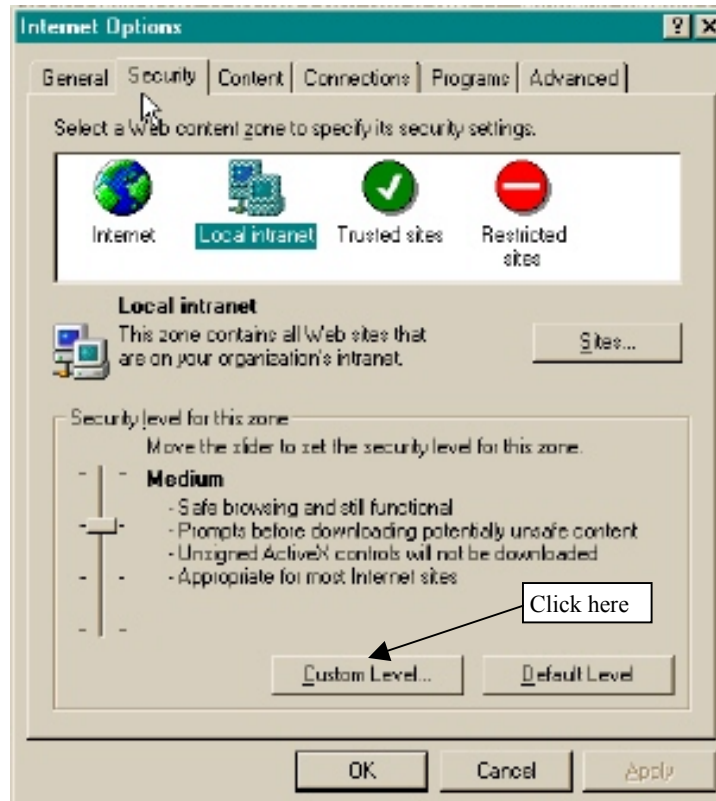 Internet Options
General Security Content Connections Programs Advanced
Select a Web content zone to specify its security settings.
Internet Local intranet Trusted sites Restricted
sites
Local intranet
This zone contains all Web sites that
are on your organization's intranet.
Sites...
Security level for this zone
Move the slider to set the security level for this zone.
Medium
- Safe browsing and still functional
- Prompts before downloading potentially unsafe content
- Unsigned ActiveX controls will not be downloaded
- Appropriate for most Internet sites
Click here
Custom Level... Default Level
OK Cancel Apply